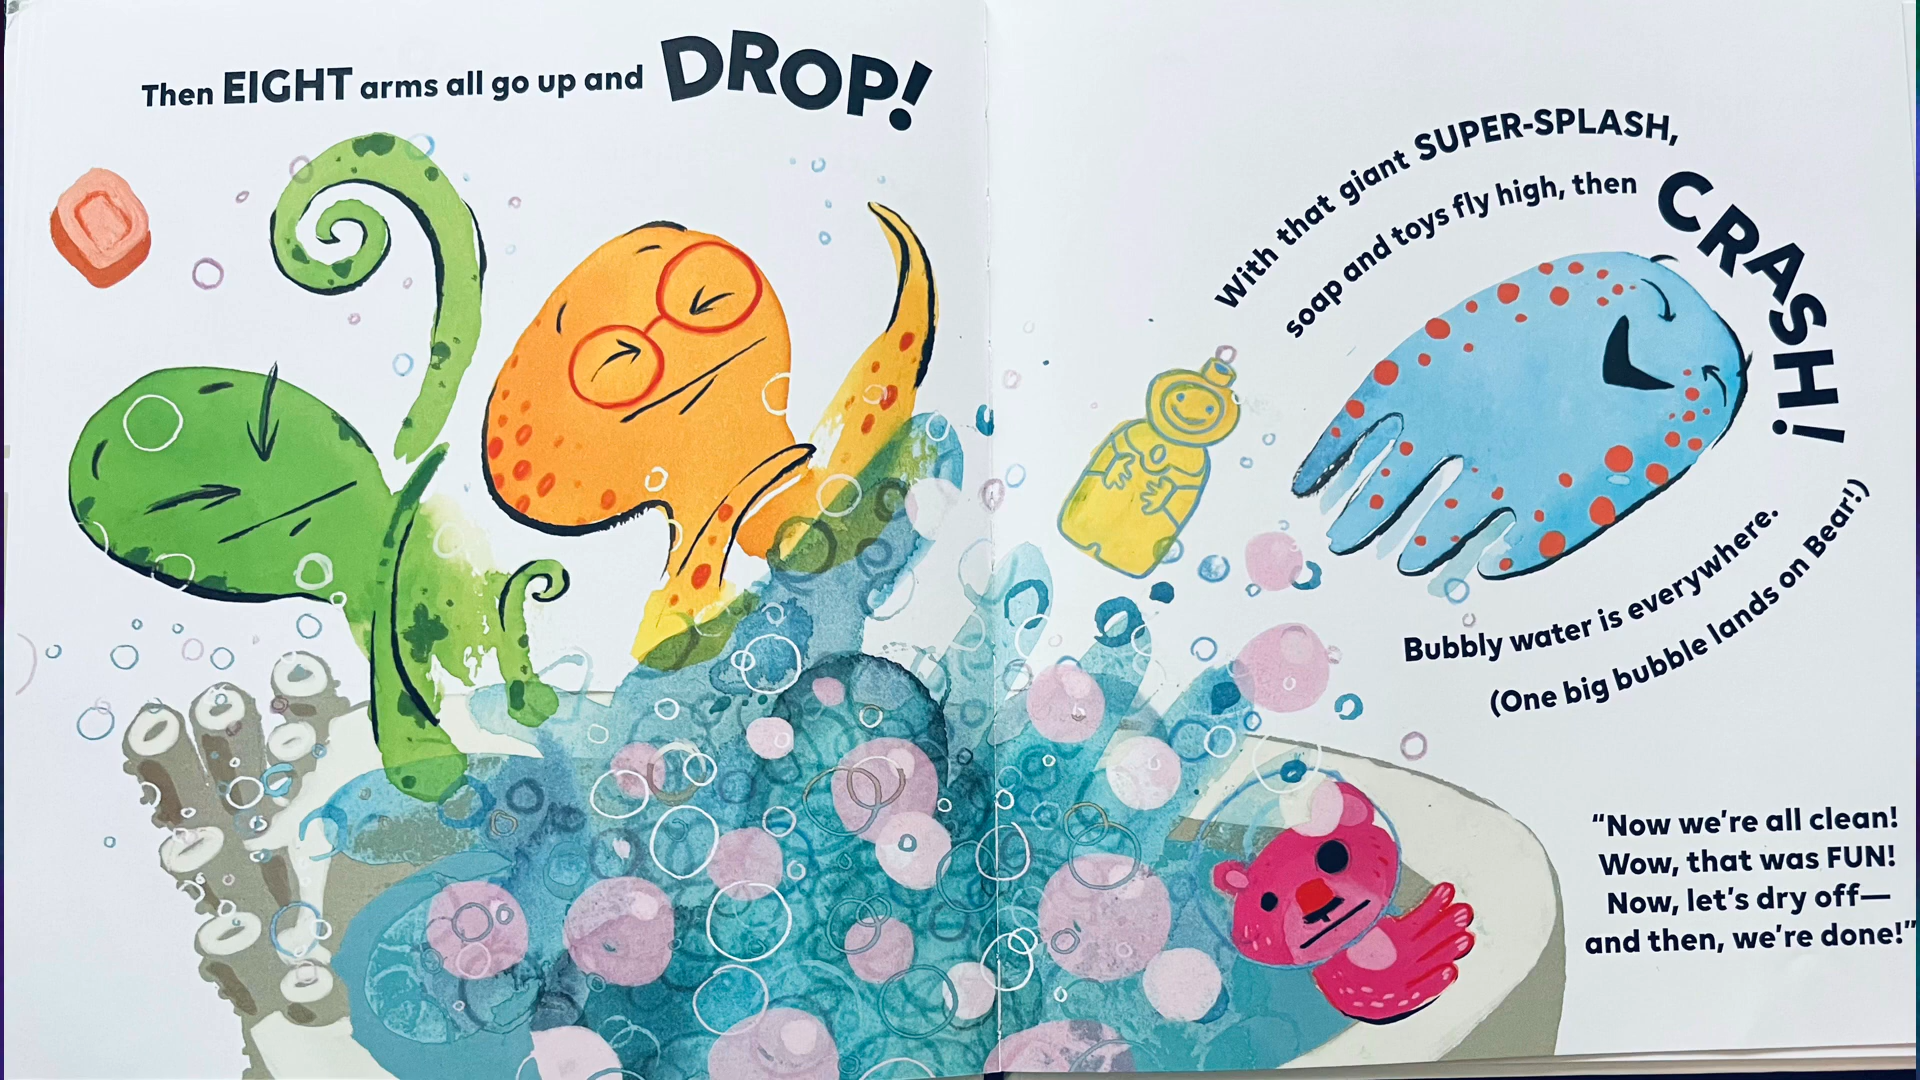 Then EIGHT arms all go up and DROP!
With that giant SUPER-SPLASH,
soap and toys fly high, then CRASH!
Bubbly water is everywhere.
(One big bubble lands on Bear!)
“Now we’re all clean!
Wow, that was FUN!
Now, let’s dry off—
and then, we’re done!”